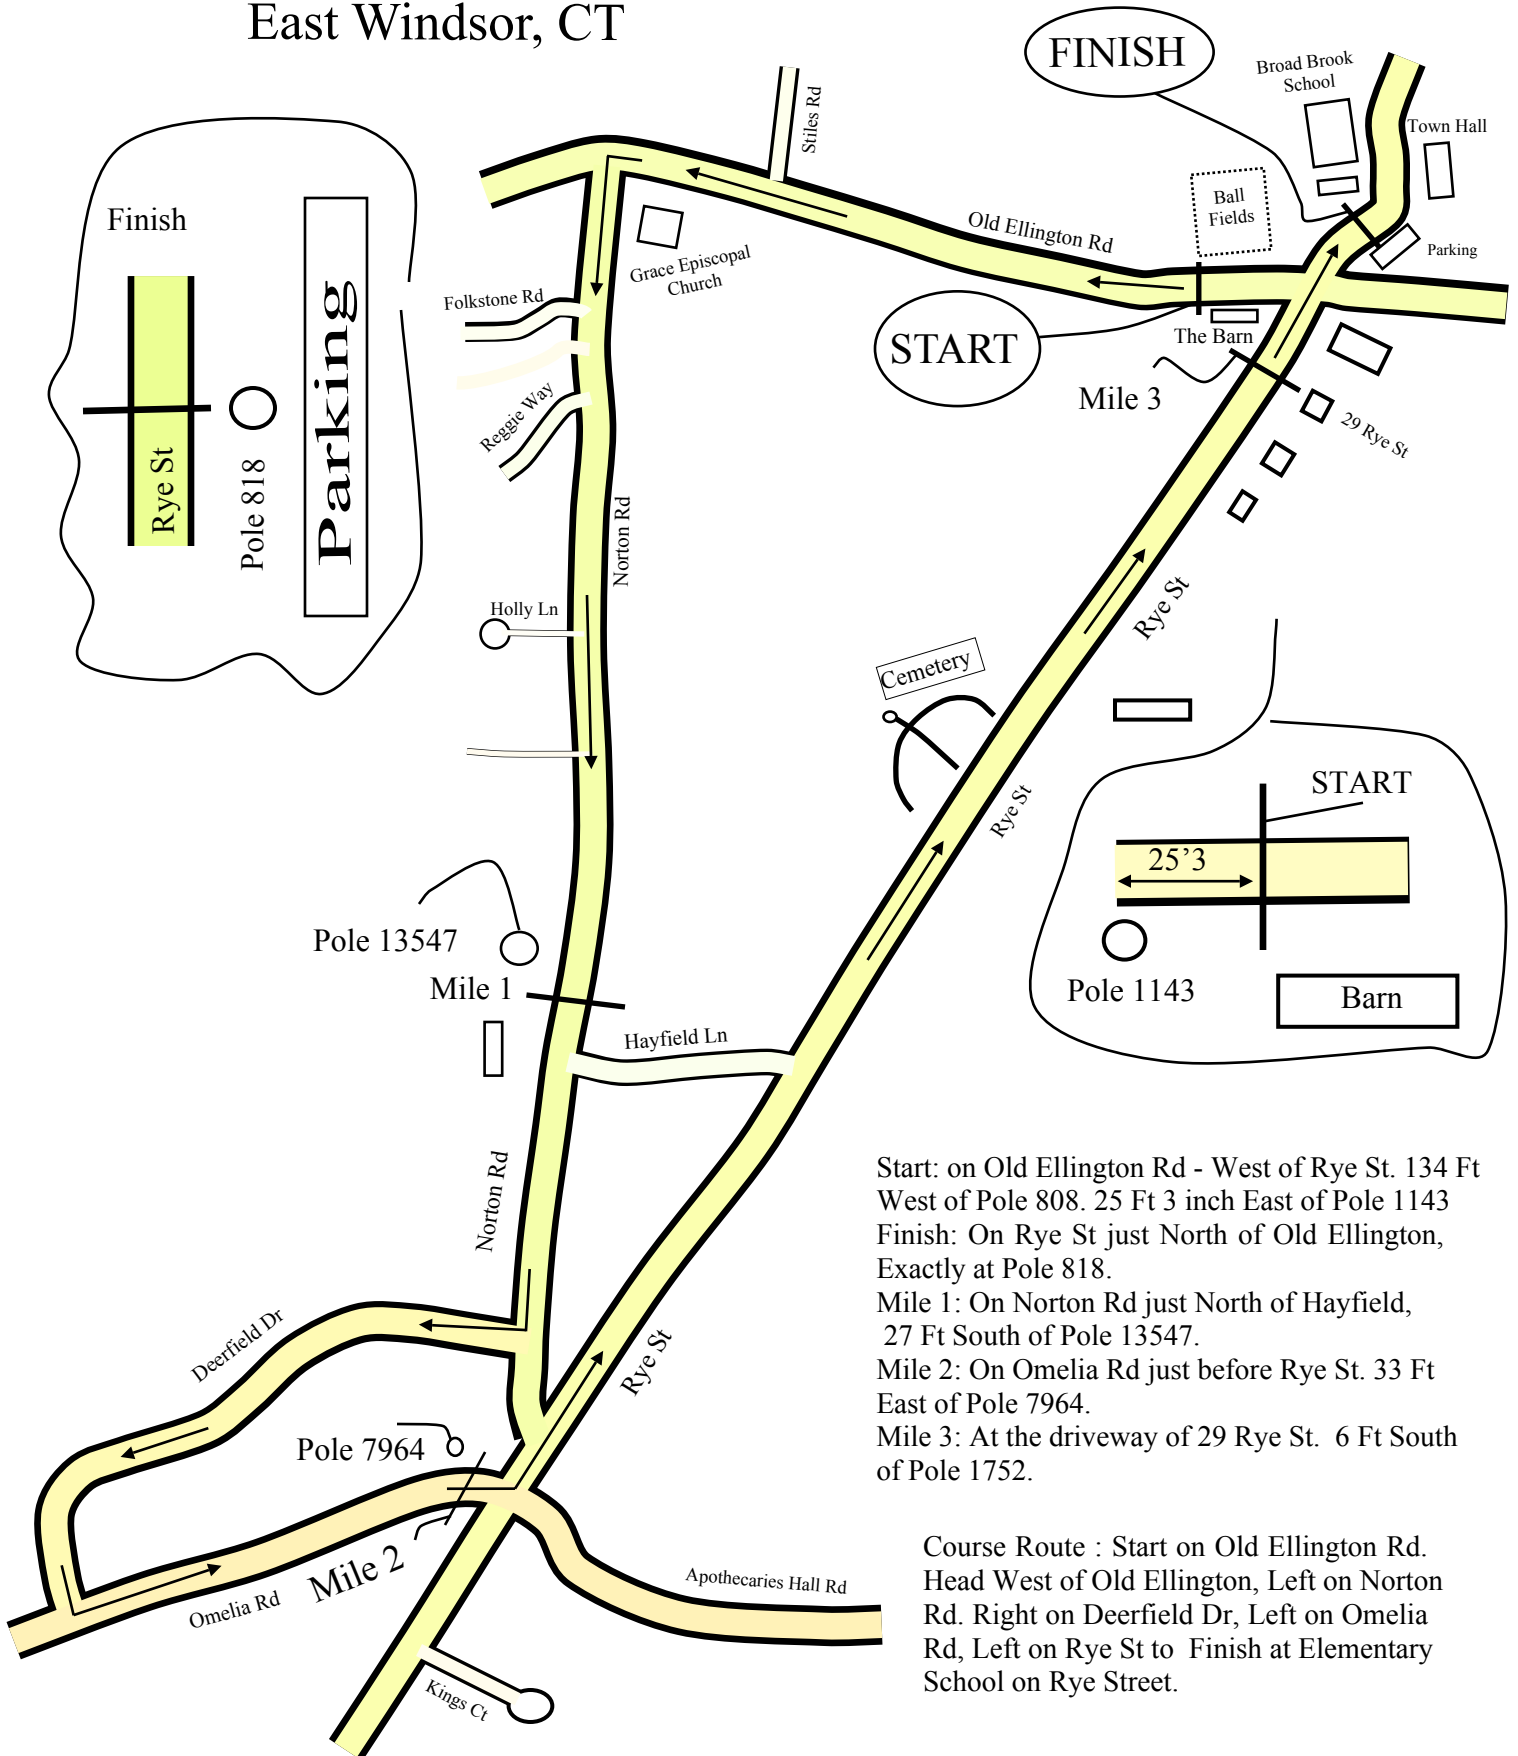 East Windsor, CT
FINISH
Broad Brook
School
Town Hall
Stiles Rd
Ball
Fields
Parking
Old Ellington Rd
Grace Episcopal
Church
Finish
Rye St
Pole 818
Parking
Folkstone Rd
START
The Barn
Mile 3
29 Rye St
Reggie Way
Norton Rd
Holly Ln
Rye St
Cemetery
Rye St
START
25’3
Pole 1143
Barn
Pole 13547
Mile 1
Hayfield Ln
Norton Rd
Start: on Old Ellington Rd - West of Rye St. 134 Ft
West of Pole 808. 25 Ft 3 inch East of Pole 1143
Finish: On Rye St just North of Old Ellington,
Exactly at Pole 818.
Mile 1: On Norton Rd just North of Hayfield,
27 Ft South of Pole 13547.
Mile 2: On Omelia Rd just before Rye St. 33 Ft
East of Pole 7964.
Mile 3: At the driveway of 29 Rye St. 6 Ft South
of Pole 1752.
Deerfield Dr
Rye St
Pole 7964
Mile 2
Omelia Rd
Apothecaries Hall Rd
Kings Ct
Course Route : Start on Old Ellington Rd.
Head West of Old Ellington, Left on Norton
Rd. Right on Deerfield Dr, Left on Omelia
Rd, Left on Rye St to Finish at Elementary
School on Rye Street.